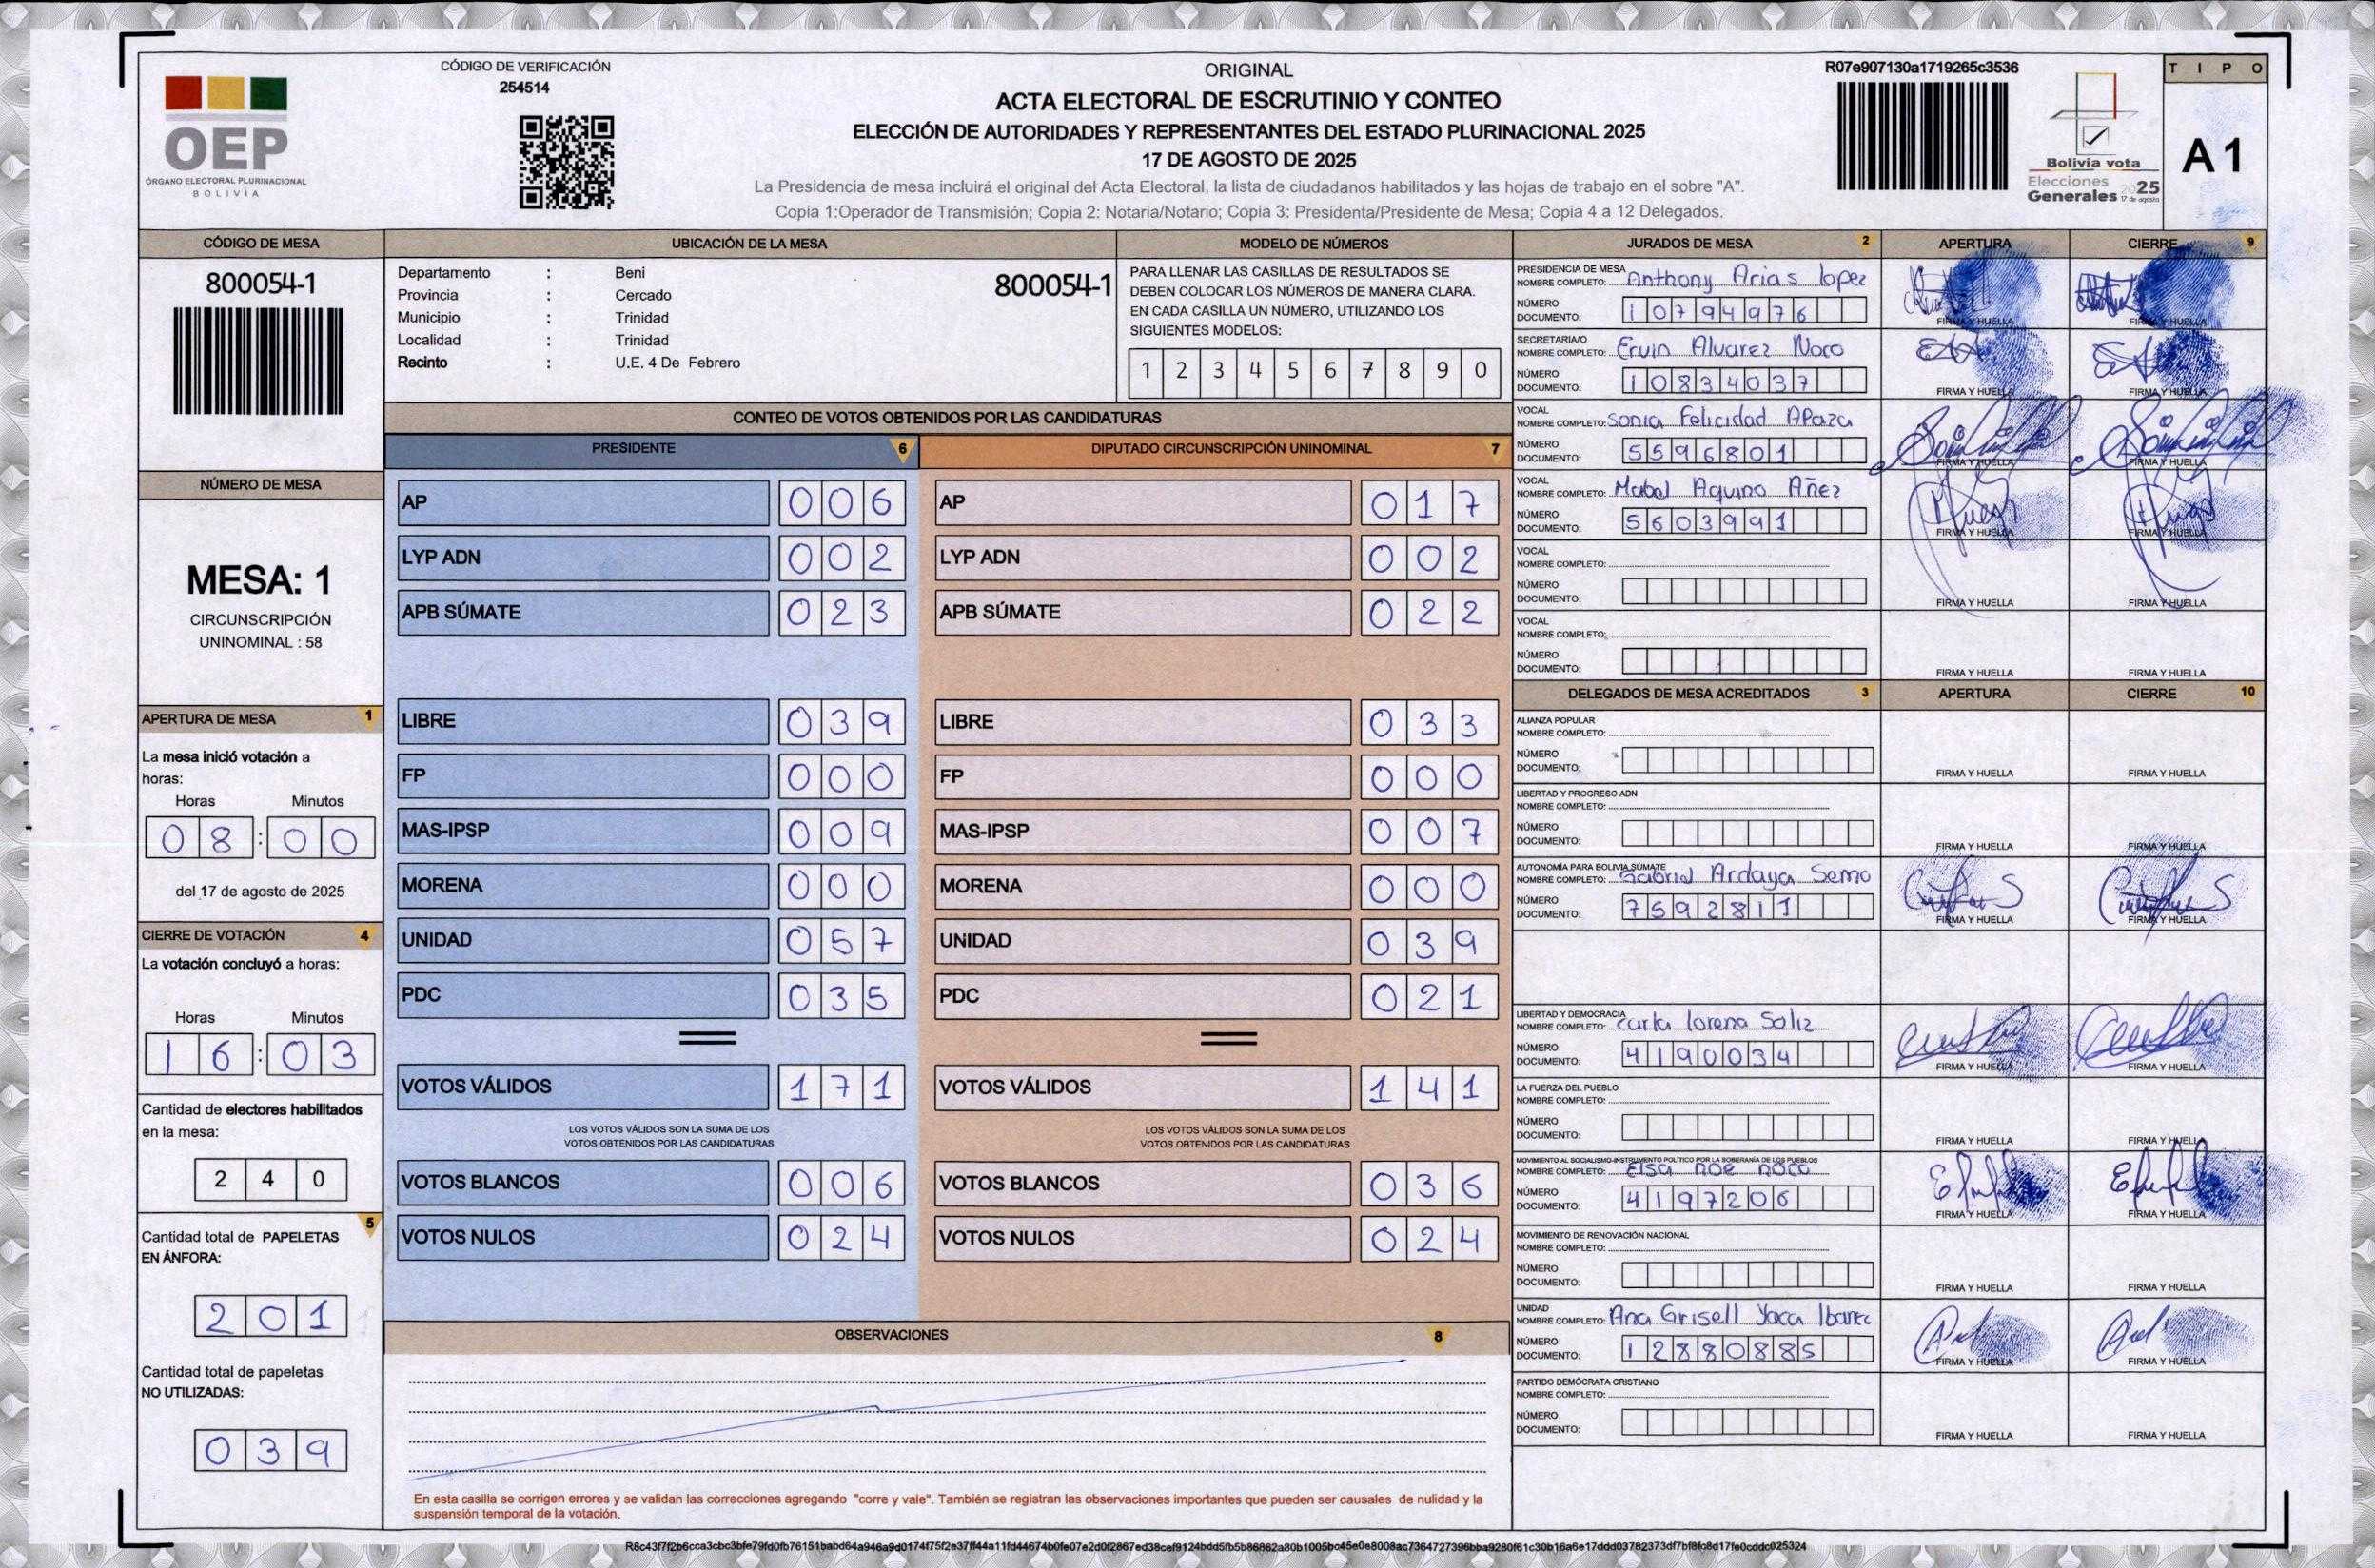 CÓDIGO DE VERIFICACIÓN
254514
OEP
ÓRGANO ELECTORAL PLURINACIONAL
BOLIVIA
ORIGINAL
ACTA ELECTORAL DE ESCRUTINIO Y CONTEO
ELECCIÓN DE AUTORIDADES Y REPRESENTANTES DEL ESTADO PLURINACIONAL 2025
17 DE AGOSTO DE 2025
La Presidencia de mesa incluirá el original del Acta Electoral, la lista de ciudadanos habilitados y las hojas de trabajo en el sobre "A".
Copia 1:Operador de Transmisión; Copia 2: Notaria/Notario; Copia 3: Presidenta/Presidente de Mesa; Copia 4 a 12 Delegados.
R07e907130a1719265c3536
Bolivia vota
Elecciones
Generales 2025
17 de agosto
TIPO
A1
CÓDIGO DE MESA
800054-1
NÚMERO DE MESA
MESA: 1
CIRCUNSCRIPCIÓN
UNINOMINAL : 58
APERTURA DE MESA 1
La mesa inició votación a
horas:
Horas Minutos
08:00
del 17 de agosto de 2025
CIERRE DE VOTACIÓN 4
La votación concluyó a horas:
Horas Minutos
16:03
Cantidad de electores habilitados
en la mesa:
240
5
Cantidad total de PAPELETAS
EN ÁNFORA:
201
Cantidad total de papeletas
NO UTILIZADAS:
039
UBICACIÓN DE LA MESA
Departamento : Beni
800054-1
Provincia : Cercado
Municipio : Trinidad
Localidad : Trinidad
Recinto : U.E. 4 De Febrero
MODELO DE NÚMEROS
PARA LLENAR LAS CASILLAS DE RESULTADOS SE
DEBEN COLOCAR LOS NÚMEROS DE MANERA CLARA.
EN CADA CASILLA UN NÚMERO, UTILIZANDO LOS
SIGUIENTES MODELOS:
1 2 3 4 5 6 7 8 9 0
CONTEO DE VOTOS OBTENIDOS POR LAS CANDIDATURAS
PRESIDENTE 6
AP 006
LYP ADN 002
APB SÚMATE 023
LIBRE 039
FP 000
MAS-IPSP 009
MORENA 000
UNIDAD 057
PDC 035
VOTOS VÁLIDOS 171
LOS VOTOS VÁLIDOS SON LA SUMA DE LOS
VOTOS OBTENIDOS POR LAS CANDIDATURAS
VOTOS BLANCOS 006
VOTOS NULOS 024
DIPUTADO CIRCUNSCRIPCIÓN UNINOMINAL 7
AP 017
LYP ADN 002
APB SÚMATE 022
LIBRE 033
FP 000
MAS-IPSP 007
MORENA 000
UNIDAD 039
PDC 021
VOTOS VÁLIDOS 141
LOS VOTOS VÁLIDOS SON LA SUMA DE LOS
VOTOS OBTENIDOS POR LAS CANDIDATURAS
VOTOS BLANCOS 036
VOTOS NULOS 024
OBSERVACIONES 8
En esta casilla se corrigen errores y se validan las correcciones agregando "corre y vale". También se registran las observaciones importantes que pueden ser causales de nulidad y la
suspensión temporal de la votación.
JURADOS DE MESA 2 APERTURA CIERRE 9
PRESIDENCIA DE MESA
NOMBRE COMPLETO: Anthony Arias lopez
NÚMERO
DOCUMENTO: 10794976
FIRMA Y HUELLA FIRMA Y HUELLA
SECRETARIA/O
NOMBRE COMPLETO: Ervin Alvarez Noco
NÚMERO
DOCUMENTO: 10834037
FIRMA Y HUELLA FIRMA Y HUELLA
VOCAL
NOMBRE COMPLETO: Sonia Felicidad APaza
NÚMERO
DOCUMENTO: 5596801
FIRMA Y HUELLA FIRMA Y HUELLA
VOCAL
NOMBRE COMPLETO: Mabel Aquino Añez
NÚMERO
DOCUMENTO: 5603991
FIRMA Y HUELLA FIRMA Y HUELLA
VOCAL
NOMBRE COMPLETO:
NÚMERO
DOCUMENTO:
FIRMA Y HUELLA FIRMA Y HUELLA
VOCAL
NOMBRE COMPLETO:
NÚMERO
DOCUMENTO:
FIRMA Y HUELLA FIRMA Y HUELLA
DELEGADOS DE MESA ACREDITADOS 3 APERTURA CIERRE 10
ALIANZA POPULAR
NOMBRE COMPLETO:
NÚMERO
DOCUMENTO:
FIRMA Y HUELLA FIRMA Y HUELLA
LIBERTAD Y PROGRESO ADN
NOMBRE COMPLETO:
NÚMERO
DOCUMENTO:
FIRMA Y HUELLA FIRMA Y HUELLA
AUTONOMÍA PARA BOLIVIA SÚMATE
NOMBRE COMPLETO: Gabriel Ardaya Semo
NÚMERO
DOCUMENTO: 7592811
FIRMA Y HUELLA FIRMA Y HUELLA
LIBERTAD Y DEMOCRACIA
NOMBRE COMPLETO: Carla lorena Soliz
NÚMERO
DOCUMENTO: 4190034
FIRMA Y HUELLA FIRMA Y HUELLA
LA FUERZA DEL PUEBLO
NOMBRE COMPLETO:
NÚMERO
DOCUMENTO:
FIRMA Y HUELLA FIRMA Y HUELLA
MOVIMIENTO AL SOCIALISMO-INSTRUMENTO POLÍTICO POR LA SOBERANÍA DE LOS PUEBLOS
NOMBRE COMPLETO: Elsa noe noco
NÚMERO
DOCUMENTO: 4197206
FIRMA Y HUELLA FIRMA Y HUELLA
MOVIMIENTO DE RENOVACIÓN NACIONAL
NOMBRE COMPLETO:
NÚMERO
DOCUMENTO:
FIRMA Y HUELLA FIRMA Y HUELLA
UNIDAD
NOMBRE COMPLETO: Ana Grisell Yaca Ibanez
NÚMERO
DOCUMENTO: 12880885
FIRMA Y HUELLA FIRMA Y HUELLA
PARTIDO DEMÓCRATA CRISTIANO
NOMBRE COMPLETO:
NÚMERO
DOCUMENTO:
FIRMA Y HUELLA FIRMA Y HUELLA